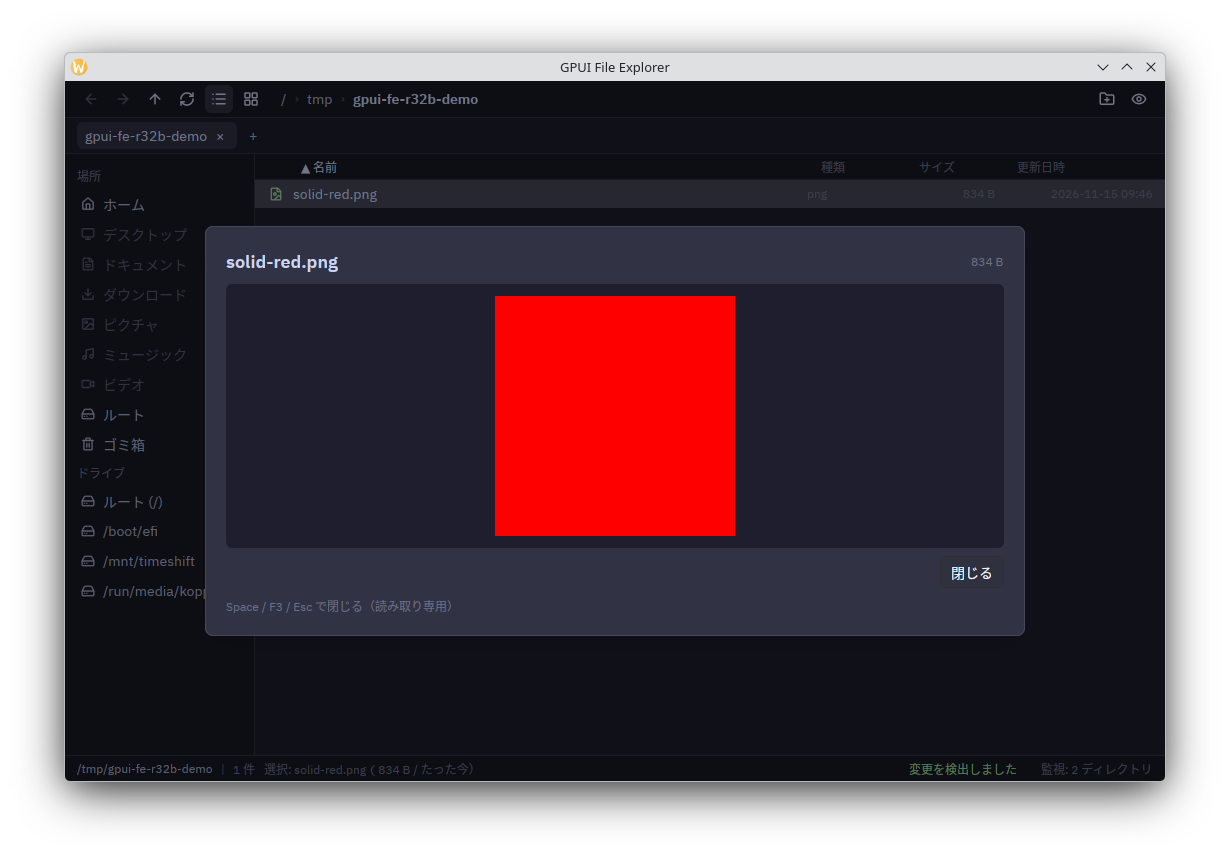 GPUI File Explorer
/ › tmp › gpui-fe-r32b-demo
gpui-fe-r32b-demo × +
場所
ホーム
デスクトップ
ドキュメント
ダウンロード
ピクチャ
ミュージック
ビデオ
ルート
ゴミ箱
ドライブ
ルート (/)
/boot/efi
/mnt/timeshift
/run/media/kopp
▲名前 種類 サイズ 更新日時
solid-red.png png 834 B 2026-11-15 09:46
solid-red.png 834 B
閉じる
Space / F3 / Esc で閉じる（読み取り専用）
/tmp/gpui-fe-r32b-demo | 1 件 選択: solid-red.png ( 834 B / たった今） 変更を検出しました 監視: 2 ディレクトリ